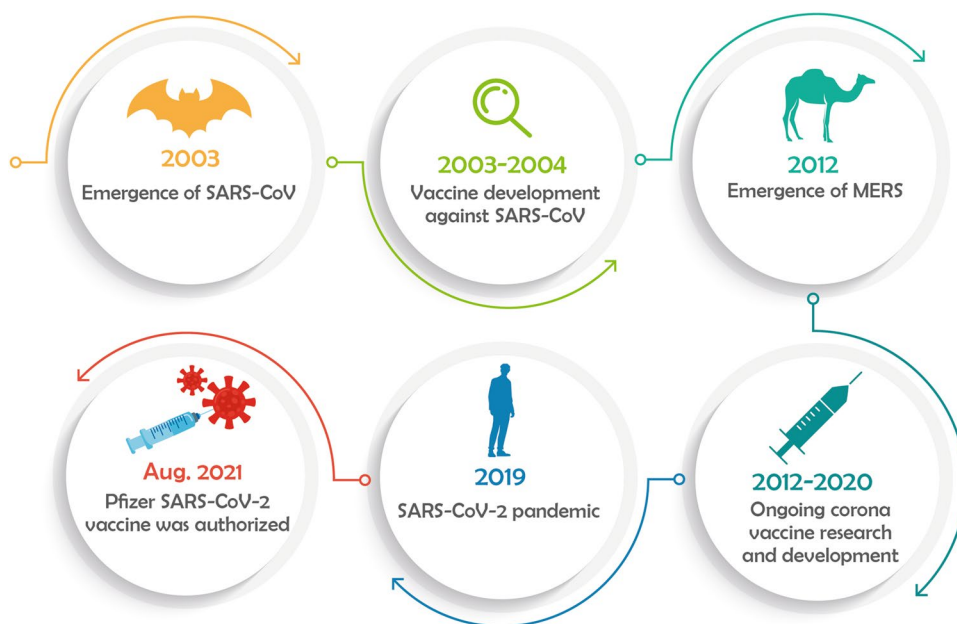 2003
Emergence of SARS-CoV
2003-2004
Vaccine development
against SARS-CoV
2012
Emergence of MERS
2012-2020
Ongoing corona
vaccine research
and development
2019
SARS-CoV-2 pandemic
Aug. 2021
Pfizer SARS-CoV-2
vaccine was authorized